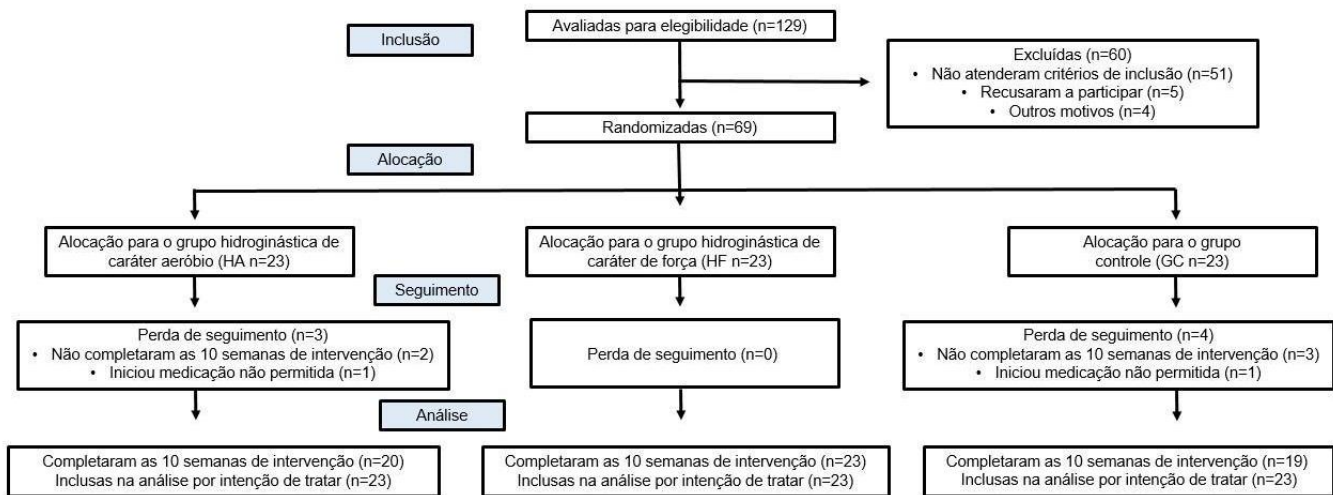 Inclusão
Avaliadas para elegibilidade (n=129)
Excluídas (n=60)
• Não atenderam critérios de inclusão (n=51)
• Recusaram a participar (n=5)
• Outros motivos (n=4)
Randomizadas (n=69)
Alocação
Alocação para o grupo hidroginástica de
caráter aeróbio (HA n=23)
Alocação para o grupo hidroginástica de
caráter de força (HF n=23)
Alocação para o grupo
controle (GC n=23)
Seguimento
Perda de seguimento (n=3)
• Não completaram as 10 semanas de intervenção (n=2)
• Iniciou medicação não permitida (n=1)
Perda de seguimento (n=0)
Perda de seguimento (n=4)
• Não completaram as 10 semanas de intervenção (n=3)
• Iniciou medicação não permitida (n=1)
Análise
Completaram as 10 semanas de intervenção (n=20)
Inclusas na análise por intenção de tratar (n=23)
Completaram as 10 semanas de intervenção (n=23)
Inclusas na análise por intenção de tratar (n=23)
Completaram as 10 semanas de intervenção (n=19)
Inclusas na análise por intenção de tratar (n=23)